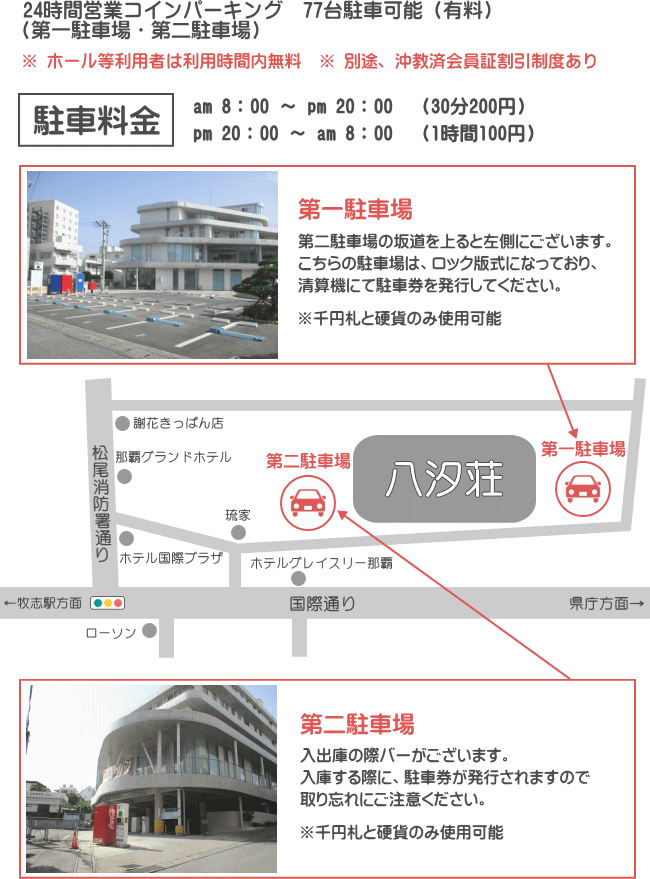 24時間営業コインパーキング　77台駐車可能（有料）
（第一駐車場・第二駐車場）
※ ホール等利用者は利用時間内無料　※ 別途、沖教済会員証割引制度あり
駐車料金
am 8：00 ～ pm 20：00　（30分200円）
pm 20：00 ～ am 8：00　（1時間100円）
第一駐車場
第二駐車場の坂道を上ると左側にございます。
こちらの駐車場は、ロック版式になっており、
清算機にて駐車券を発行してください。
※千円札と硬貨のみ使用可能
謝花きっぱん店
松尾消防署通り
那覇グランドホテル
第二駐車場
八汐荘
第一駐車場
琉家
ホテル国際プラザ
ホテルグレイスリー那覇
←牧志駅方面
国際通り
県庁方面→
ローソン
第二駐車場
入出庫の際バーがございます。
入庫する際に、駐車券が発行されますので
取り忘れにご注意ください。
※千円札と硬貨のみ使用可能